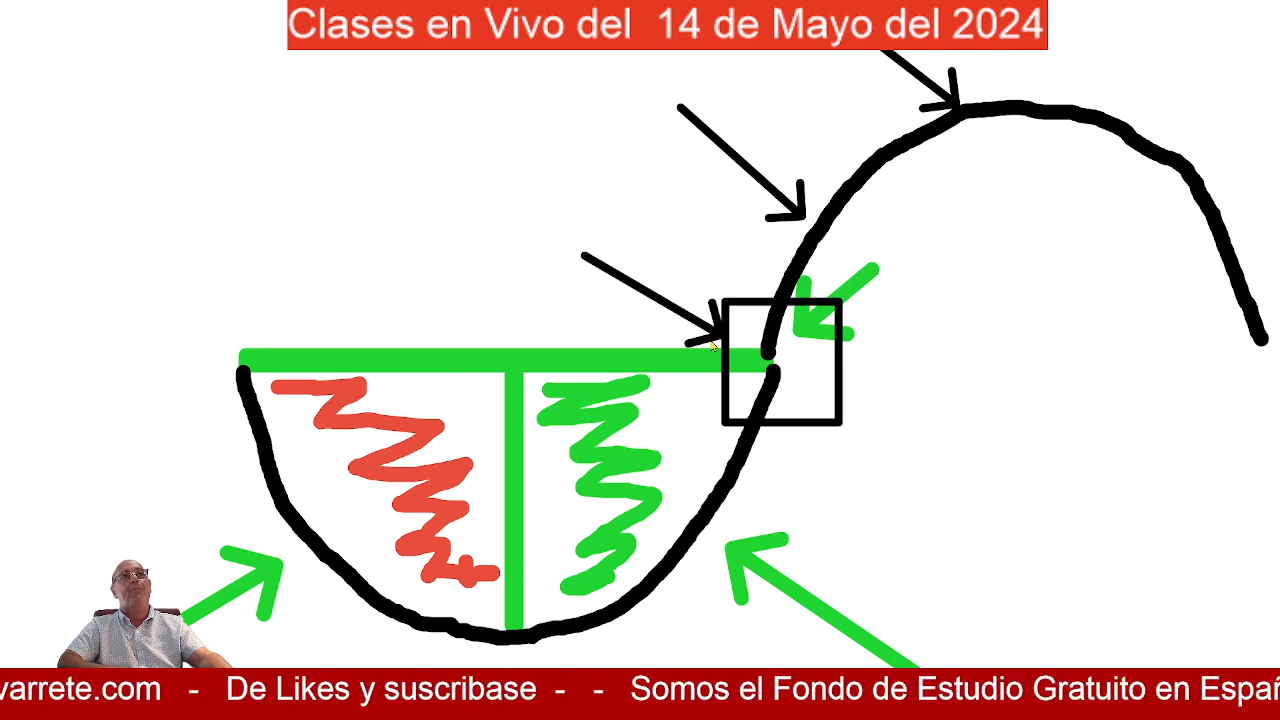 Clases en Vivo del  14 de Mayo del 2024
varrete.com   -   De Likes y suscribase  -  -   Somos el Fondo de Estudio Gratuito en Espa